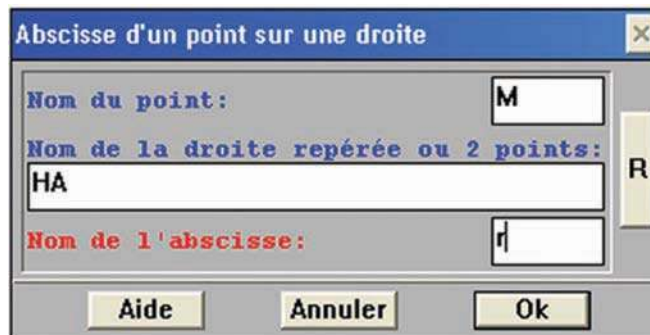 Abscisse d'un point sur une droite
Nom du point: M
Nom de la droite repérée ou 2 points:
HA
R
Nom de l'abscisse: r
Aide Annuler Ok